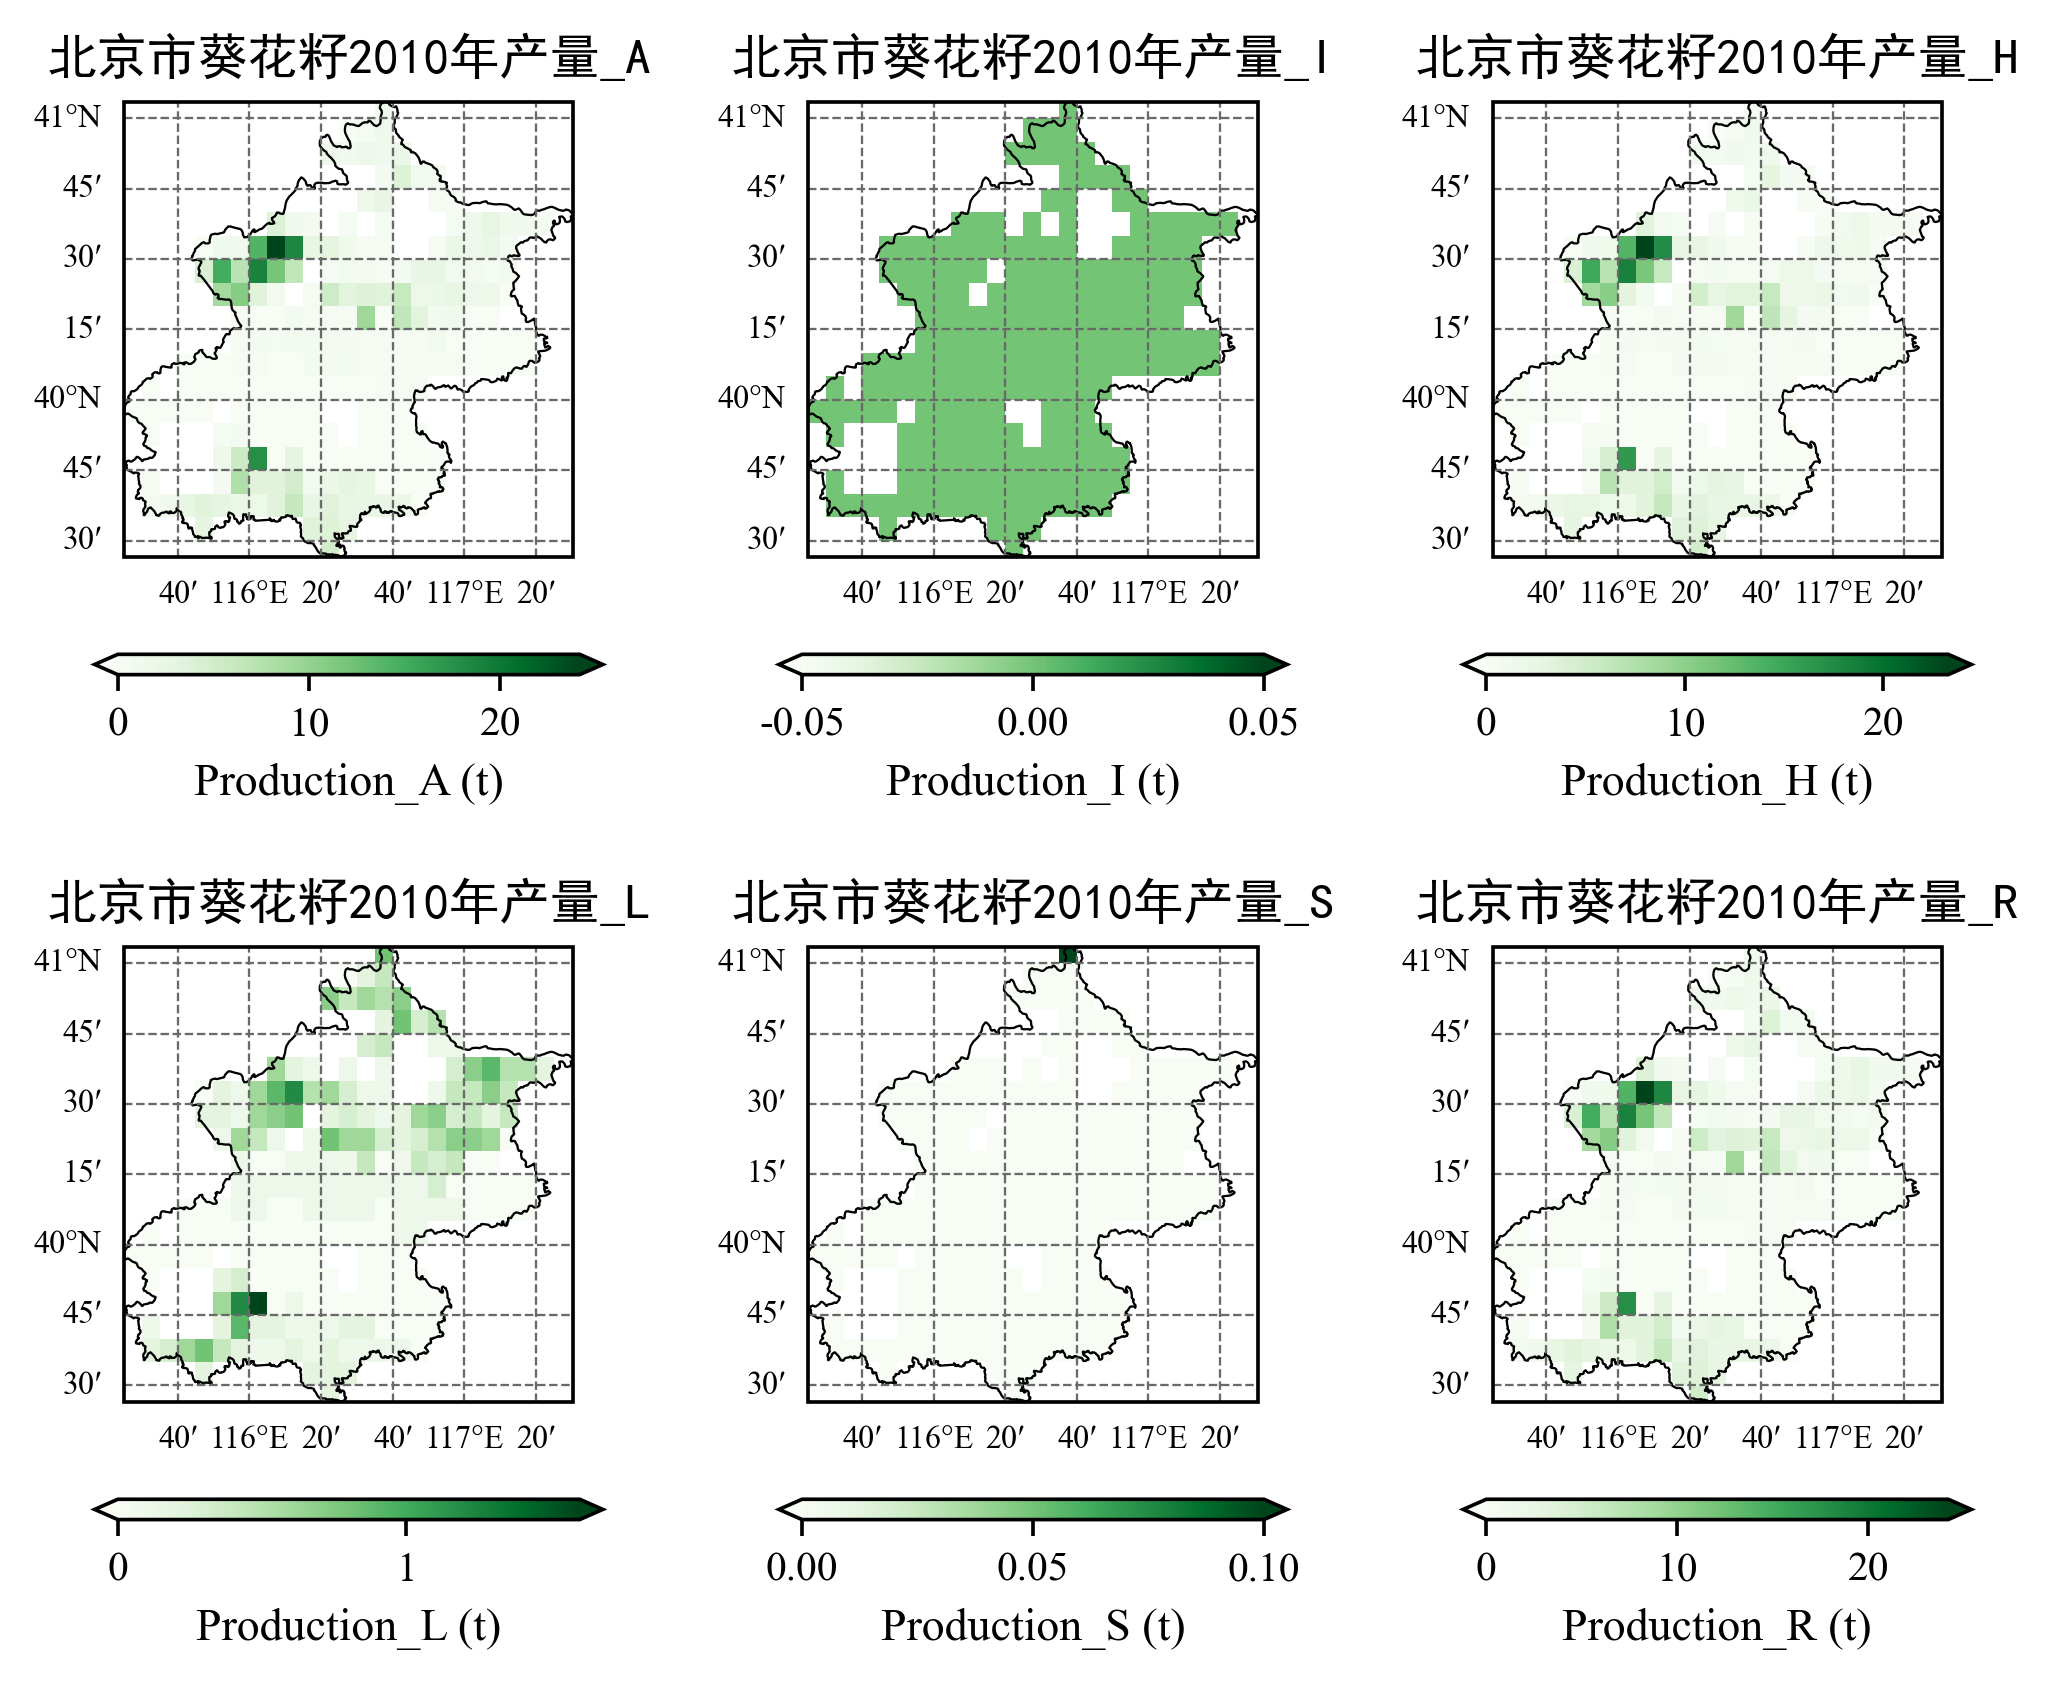 北京市葵花籽2010年产量_A
41°N
45′
30′
15′
40°N
45′
30′
40′ 116°E 20′ 40′ 117°E 20′
0 10 20
Production_A (t)
北京市葵花籽2010年产量_I
41°N
45′
30′
15′
40°N
45′
30′
40′ 116°E 20′ 40′ 117°E 20′
-0.05 0.00 0.05
Production_I (t)
北京市葵花籽2010年产量_H
41°N
45′
30′
15′
40°N
45′
30′
40′ 116°E 20′ 40′ 117°E 20′
0 10 20
Production_H (t)
北京市葵花籽2010年产量_L
41°N
45′
30′
15′
40°N
45′
30′
40′ 116°E 20′ 40′ 117°E 20′
0 1
Production_L (t)
北京市葵花籽2010年产量_S
41°N
45′
30′
15′
40°N
45′
30′
40′ 116°E 20′ 40′ 117°E 20′
0.00 0.05 0.10
Production_S (t)
北京市葵花籽2010年产量_R
41°N
45′
30′
15′
40°N
45′
30′
40′ 116°E 20′ 40′ 117°E 20′
0 10 20
Production_R (t)